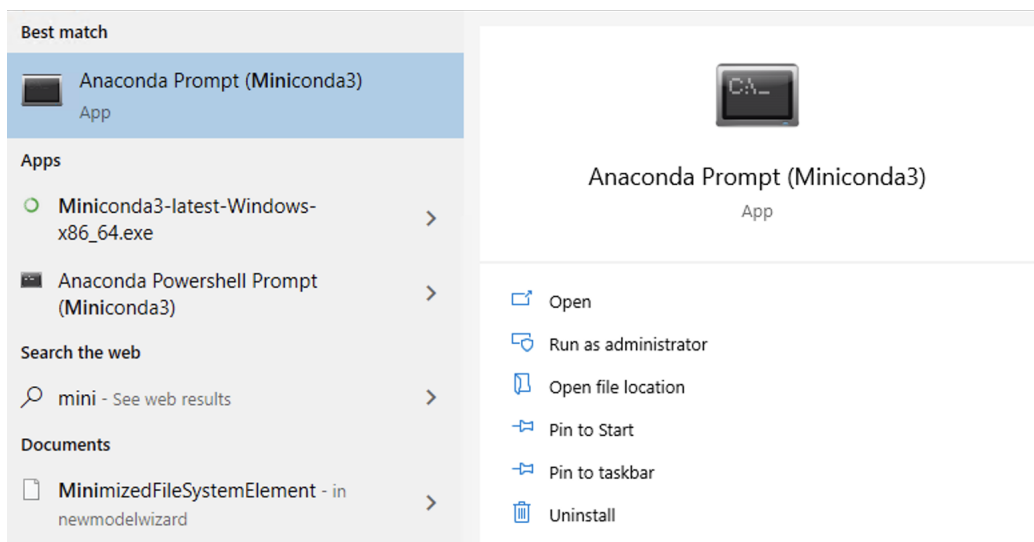 Best match
Anaconda Prompt (Miniconda3)
App
Apps
Miniconda3-latest-Windows-
x86_64.exe
Anaconda Powershell Prompt
(Miniconda3)
Search the web
mini - See web results
Documents
MinimizedFileSystemElement - in
newmodelwizard
C:\_
Anaconda Prompt (Miniconda3)
App
Open
Run as administrator
Open file location
Pin to Start
Pin to taskbar
Uninstall